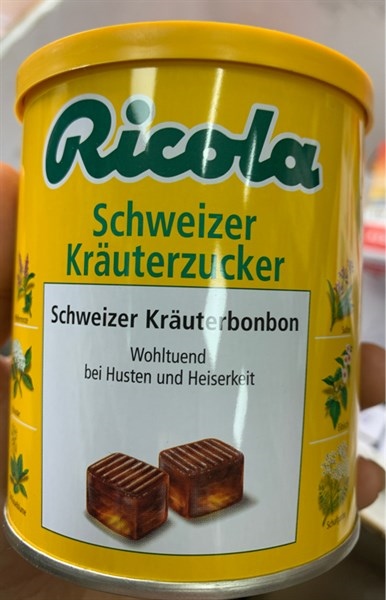 Ricola
Schweizer
Kräuterzucker
Schweizer Kräuterbonbon
Wohltuend
bei Husten und Heiserkeit